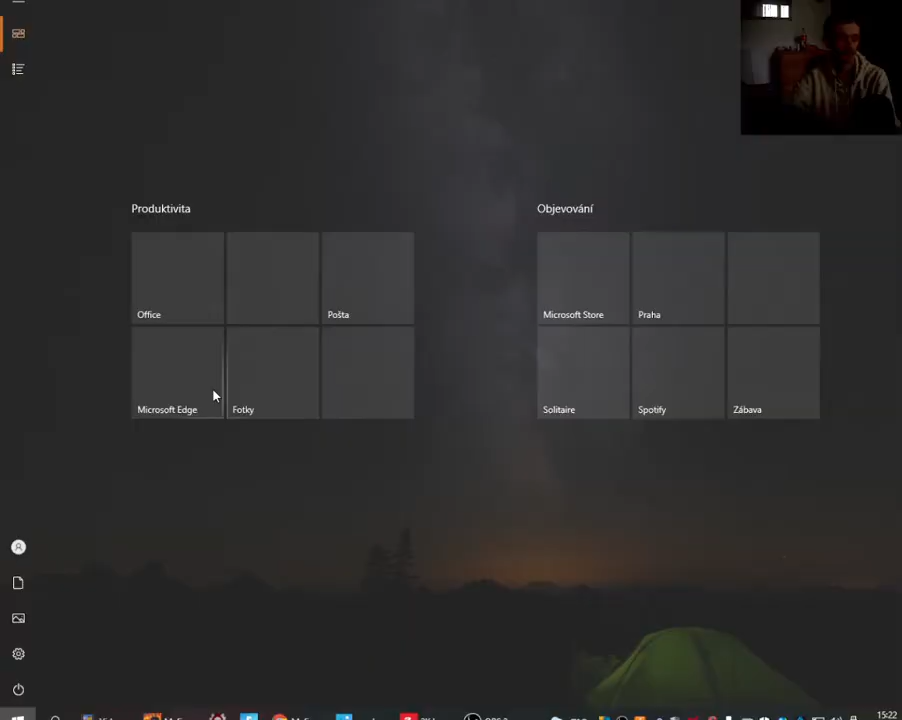 Produktivita
Objevování
Office
Pošta
Microsoft Store
Praha
Microsoft Edge
Fotky
Solitaire
Spotify
Zábava
15:22